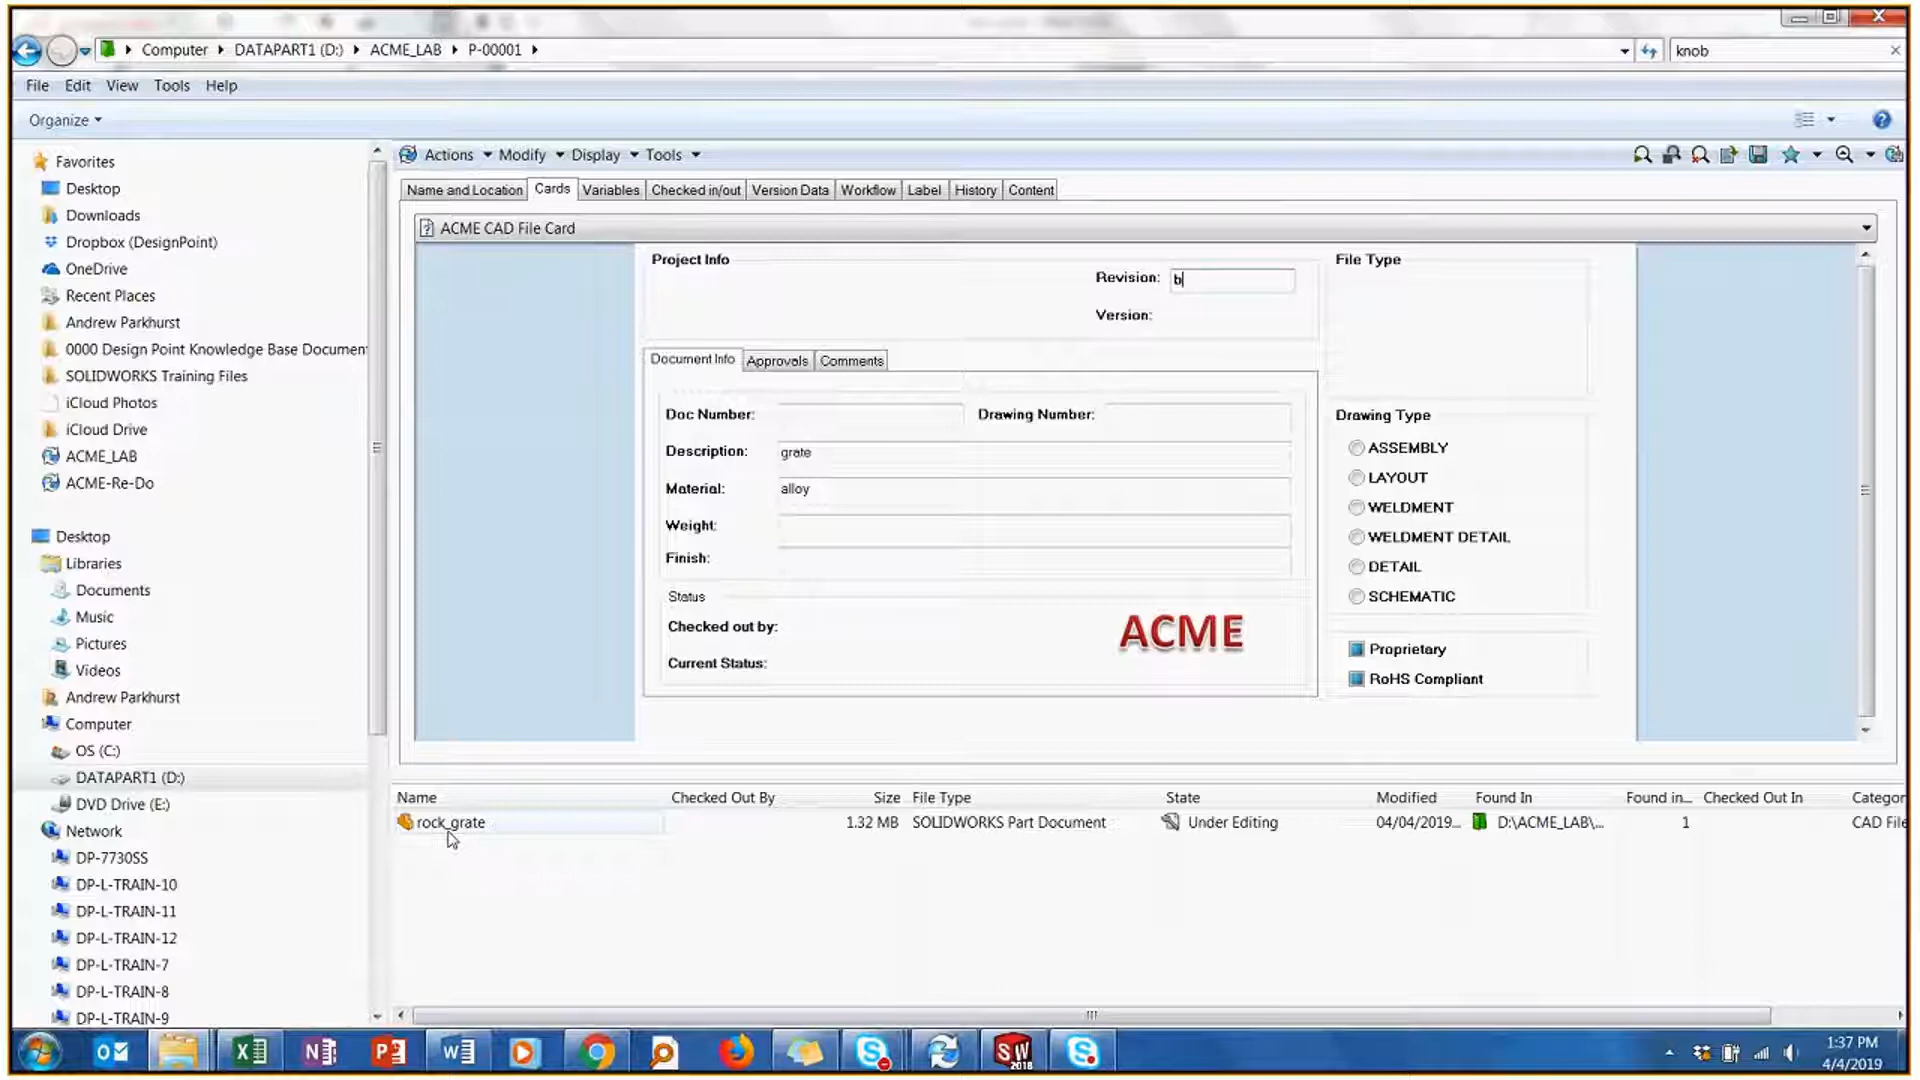 Computer DATAPART1 (D:) ACME_LAB P-00001
knob
File Edit View Tools Help
Organize
Favorites
Desktop
Downloads
Dropbox (DesignPoint)
OneDrive
Recent Places
Andrew Parkhurst
0000 Design Point Knowledge Base Documen
SOLIDWORKS Training Files
iCloud Photos
iCloud Drive
ACME_LAB
ACME-Re-Do
Desktop
Libraries
Documents
Music
Pictures
Videos
Andrew Parkhurst
Computer
OS (C:)
DATAPART1 (D:)
DVD Drive (E:)
Network
DP-7730SS
DP-L-TRAIN-10
DP-L-TRAIN-11
DP-L-TRAIN-12
DP-L-TRAIN-7
DP-L-TRAIN-8
DP-L-TRAIN-9
Actions Modify Display Tools
Name and Location Cards Variables Checked in/out Version Data Workflow Label History Content
ACME CAD File Card
Project Info
Revision: b
Version:
File Type
Document Info Approvals Comments
Doc Number: Drawing Number:
Description: grate
Material: alloy
Weight:
Finish:
Status
Checked out by:
Current Status:
ACME
Drawing Type
ASSEMBLY
LAYOUT
WELDMENT
WELDMENT DETAIL
DETAIL
SCHEMATIC
Proprietary
RoHS Compliant
Name Checked Out By Size File Type State Modified Found In Found in... Checked Out In Categor
rock_grate 1.32 MB SOLIDWORKS Part Document Under Editing 04/04/2019... D:\ACME_LAB\... 1 CAD File
SW 2018
1:37 PM
4/4/2019